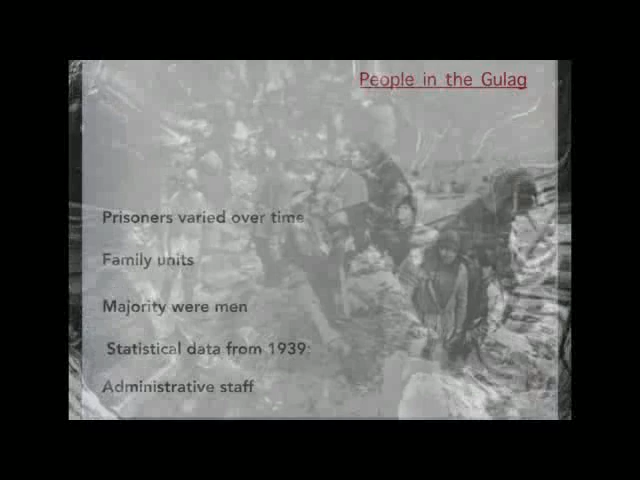 People in the Gulag
Prisoners varied over time
Family units
Majority were men
Statistical data from 1939:
Administrative staff